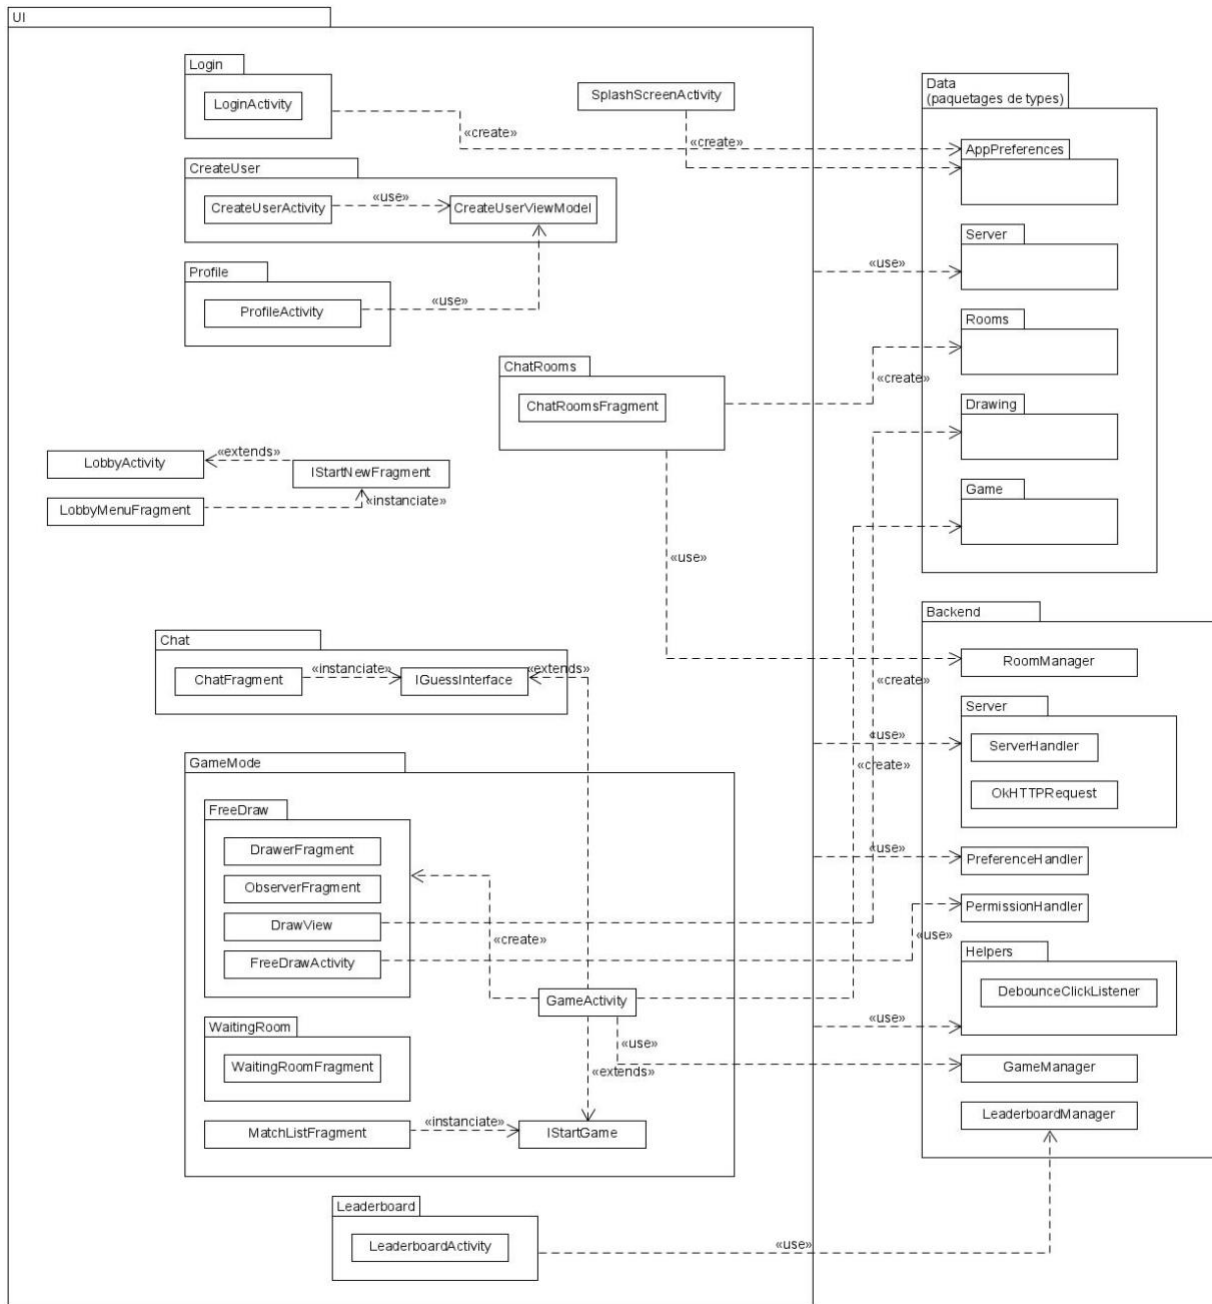 UI
Login
LoginActivity
SplashScreenActivity
Data
(paquetages de types)
«create»
«create»
AppPreferences
CreateUser
CreateUserActivity
«use»
CreateUserViewModel
Server
«use»
Profile
ProfileActivity
«use»
Rooms
ChatRooms
ChatRoomsFragment
«create»
Drawing
LobbyActivity
«extends»
IStartNewFragment
LobbyMenuFragment
«instanciate»
Game
«use»
Backend
Chat
ChatFragment
«instanciate»
IGuessInterface
«extends»
RoomManager
«create»
Server
«use»
ServerHandler
OkHTTPRequest
«create»
GameMode
FreeDraw
DrawerFragment
ObserverFragment
DrawView
FreeDrawActivity
«create»
«use»
PreferenceHandler
PermissionHandler
«use»
Helpers
DebounceClickListener
GameActivity
«use»
WaitingRoom
WaitingRoomFragment
«use»
GameManager
«extends»
MatchListFragment
«instanciate»
IStartGame
LeaderboardManager
Leaderboard
LeaderboardActivity
«use»